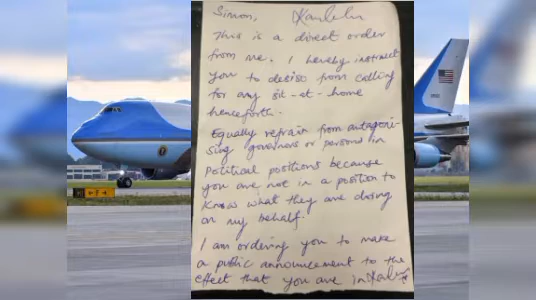 Simon,
This is a direct order
from me. I hereby instruct
you to decist from calling
for any sit-at-home
henceforth.
Equally refrain from antagoni-
sing governors or persons in
Political positions because
you are not in a position to
know what they are doing
on my behalf.
I am ordering you to make
a public announcement to the
effect that you are in